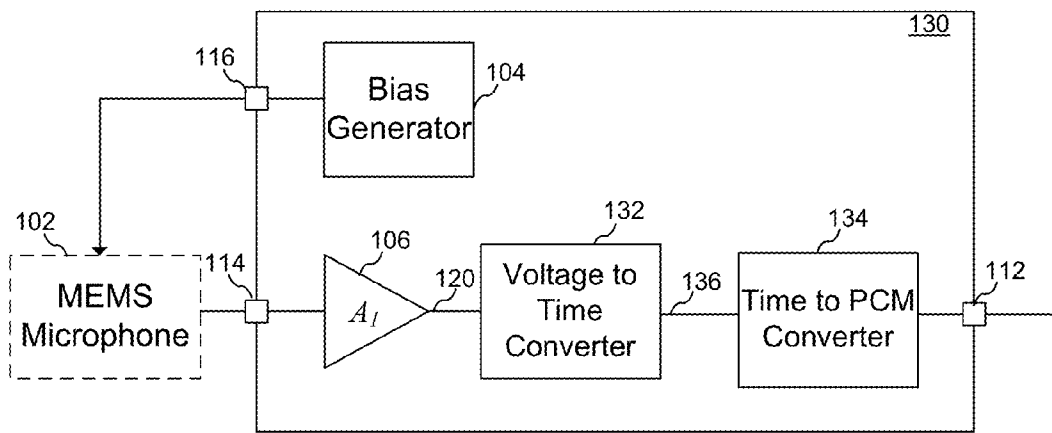 130
116
Bias
Generator
104
102
MEMS
Microphone
114
106
A1
120
132
Voltage to
Time
Converter
136
134
Time to PCM
Converter
112